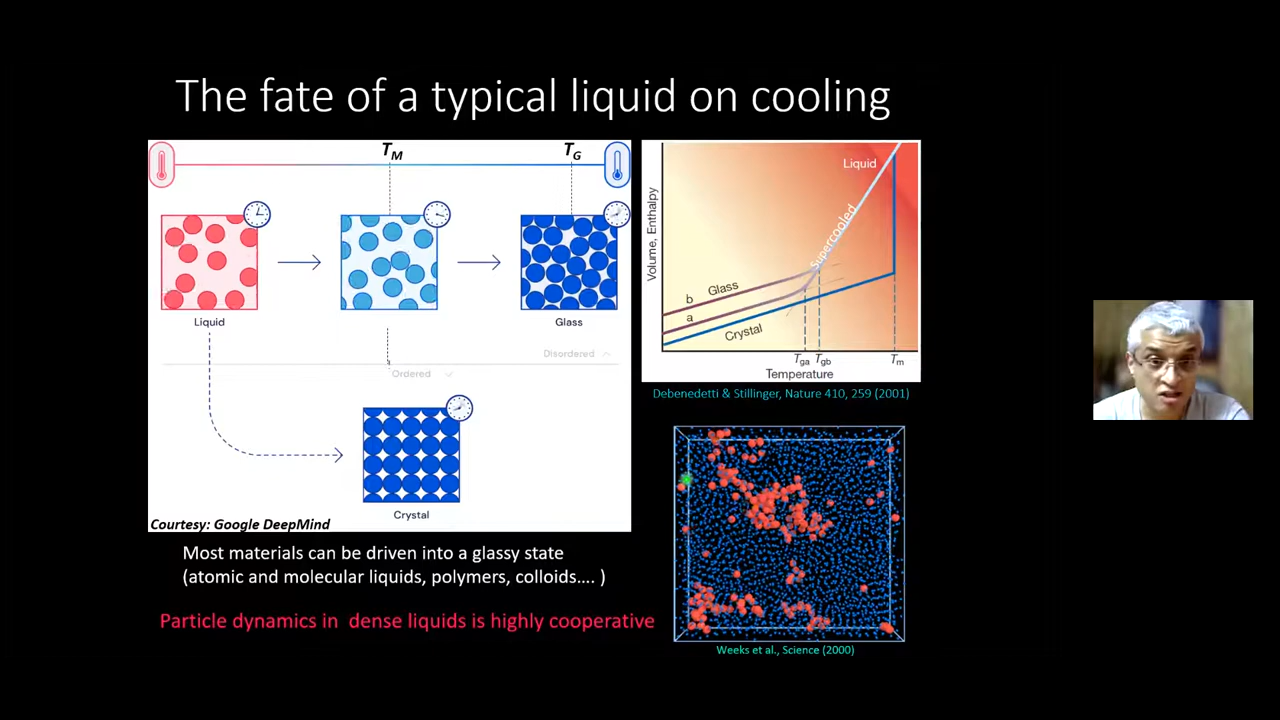 The fate of a typical liquid on cooling
TM
TG
Liquid
Glass
Disordered
Ordered
Crystal
Courtesy: Google DeepMind
Volume, Enthalpy
Liquid
Supercooled
b
Glass
a
Crystal
Tga
Tgb
Tm
Temperature
Debenedetti & Stillinger, Nature 410, 259 (2001)
Most materials can be driven into a glassy state
(atomic and molecular liquids, polymers, colloids.... )
Particle dynamics in dense liquids is highly cooperative
Weeks et al., Science (2000)